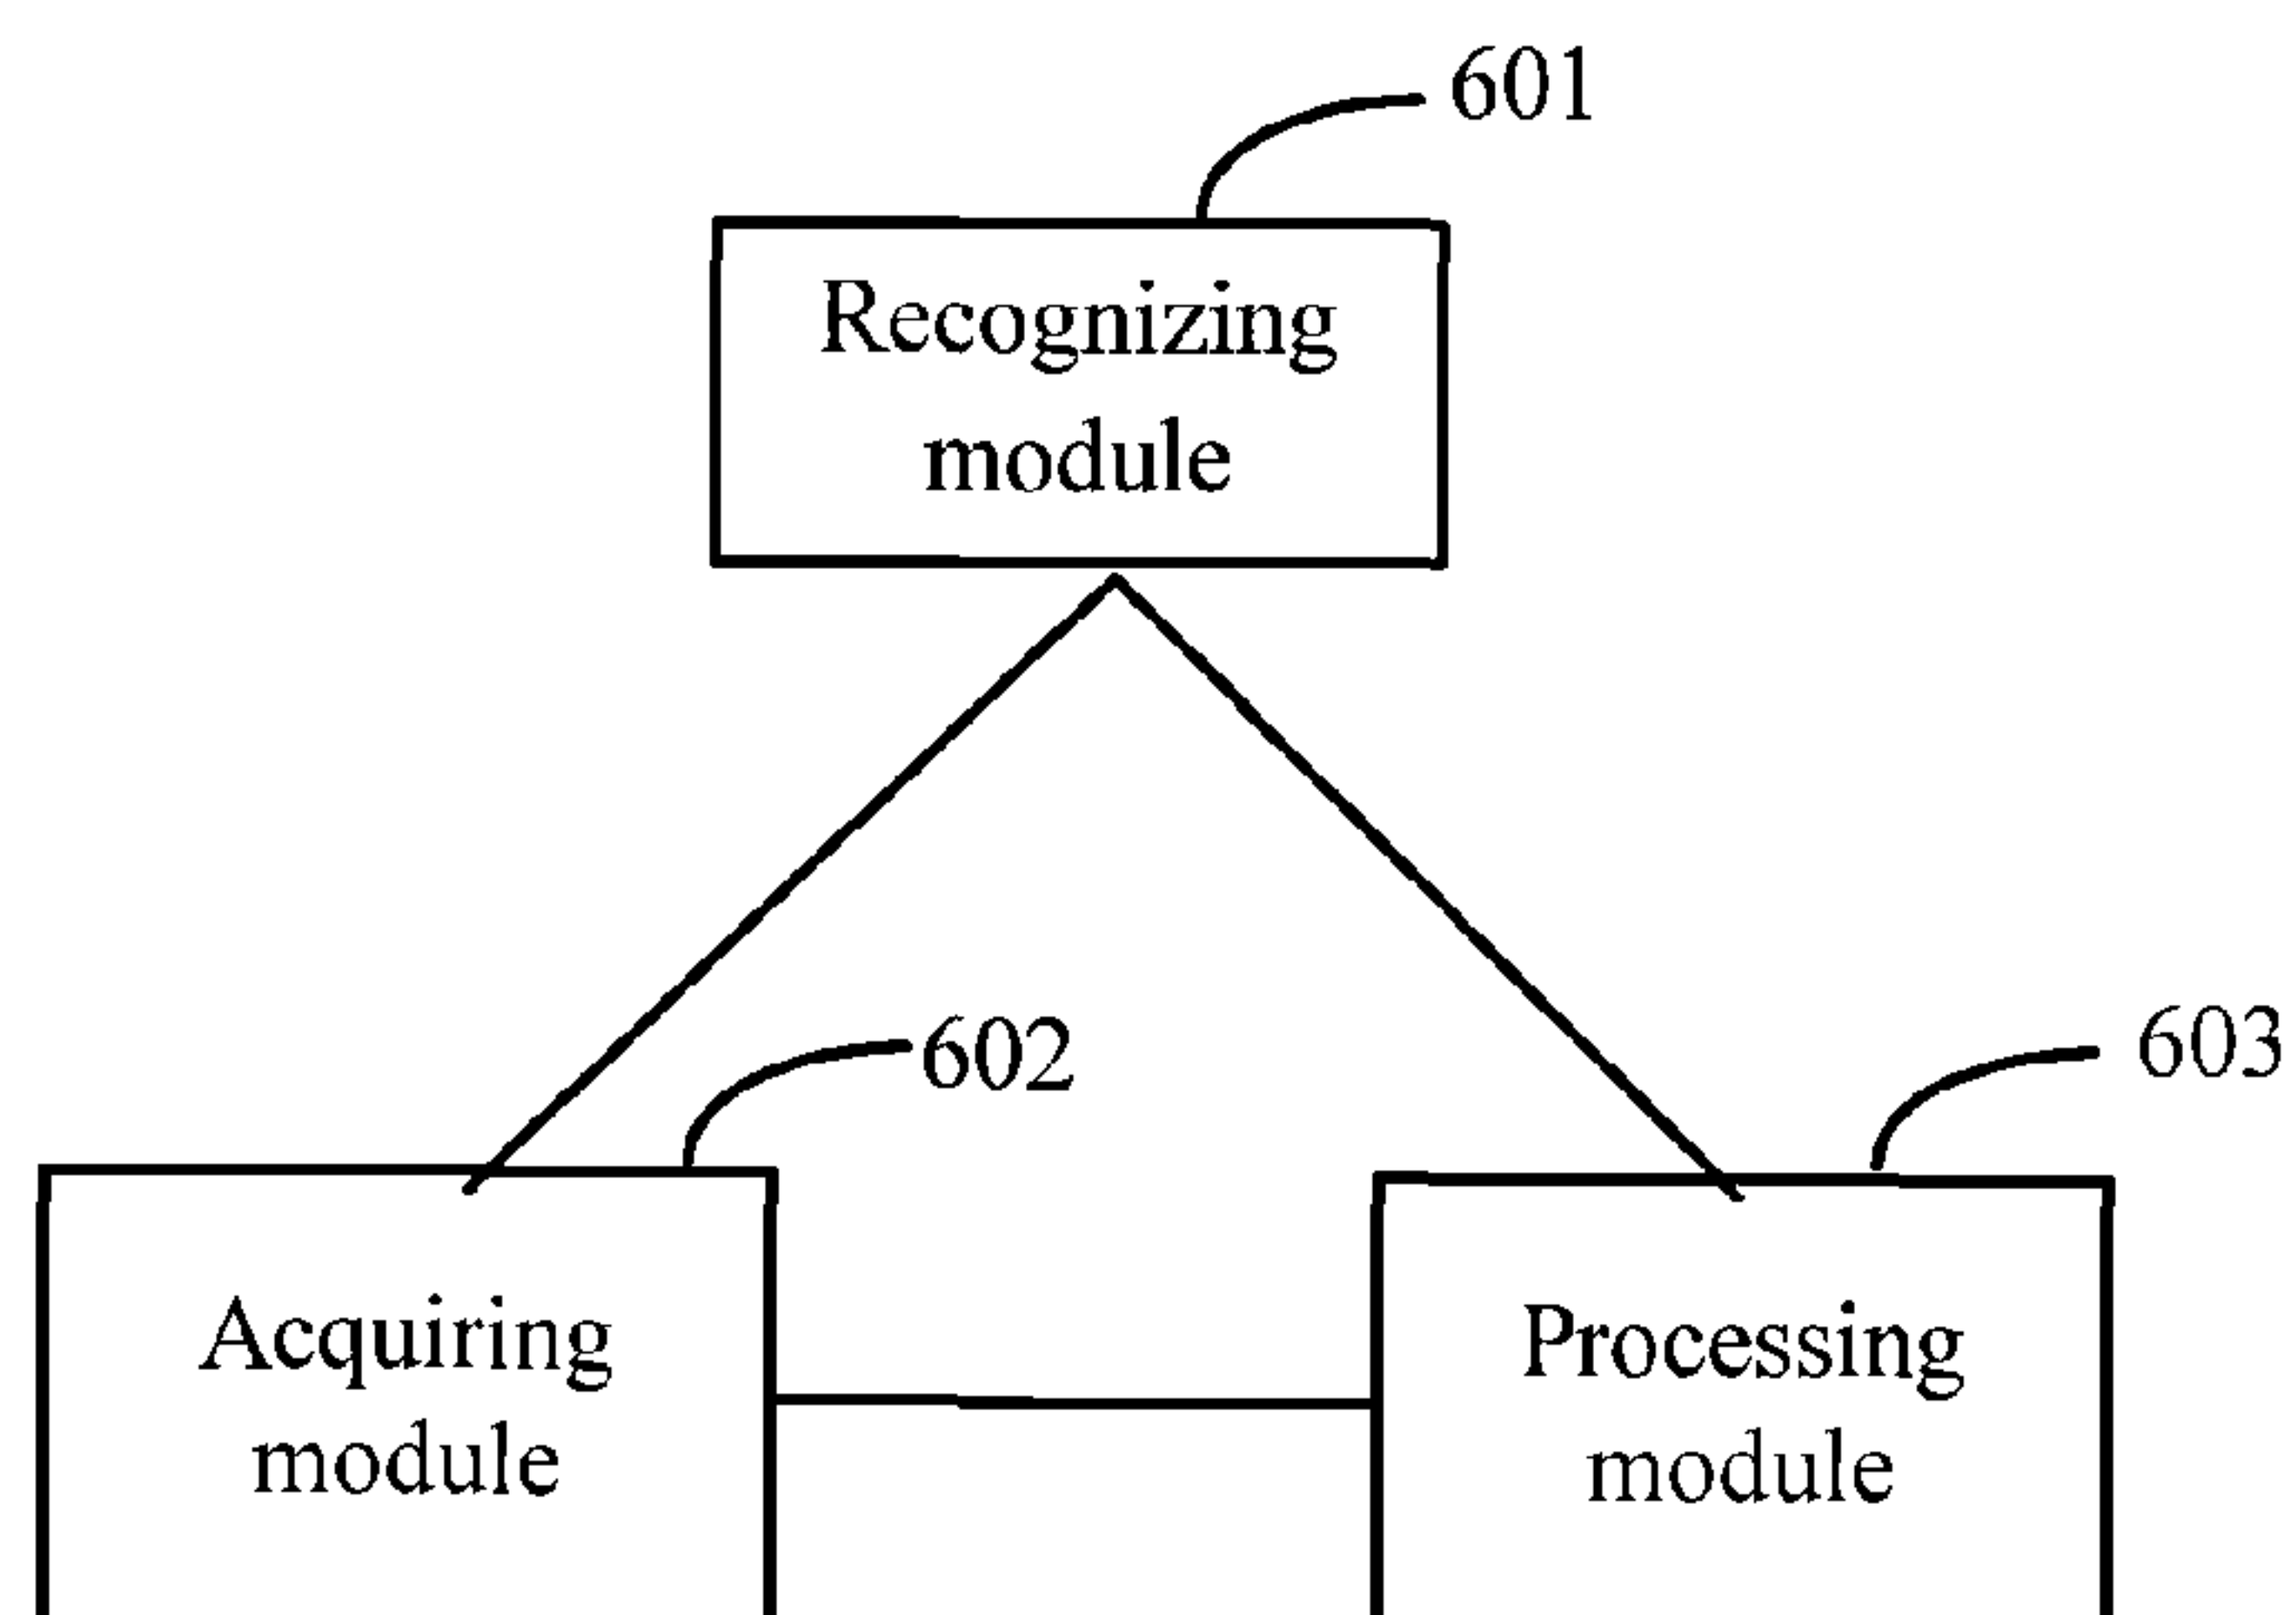 601
Recognizing
module
602
603
Acquiring
module
Processing
module